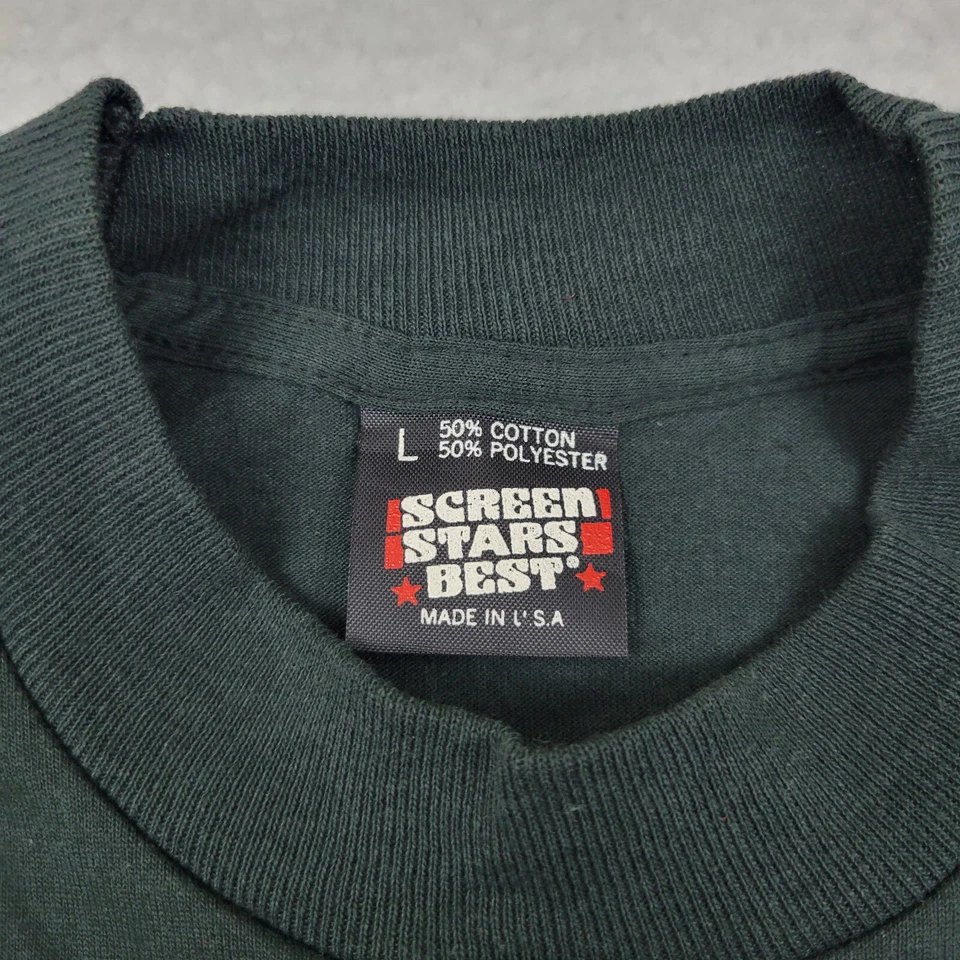 L 50% COTTON
50% POLYESTER
SCREEN
STARS
BEST®
MADE IN U.S.A